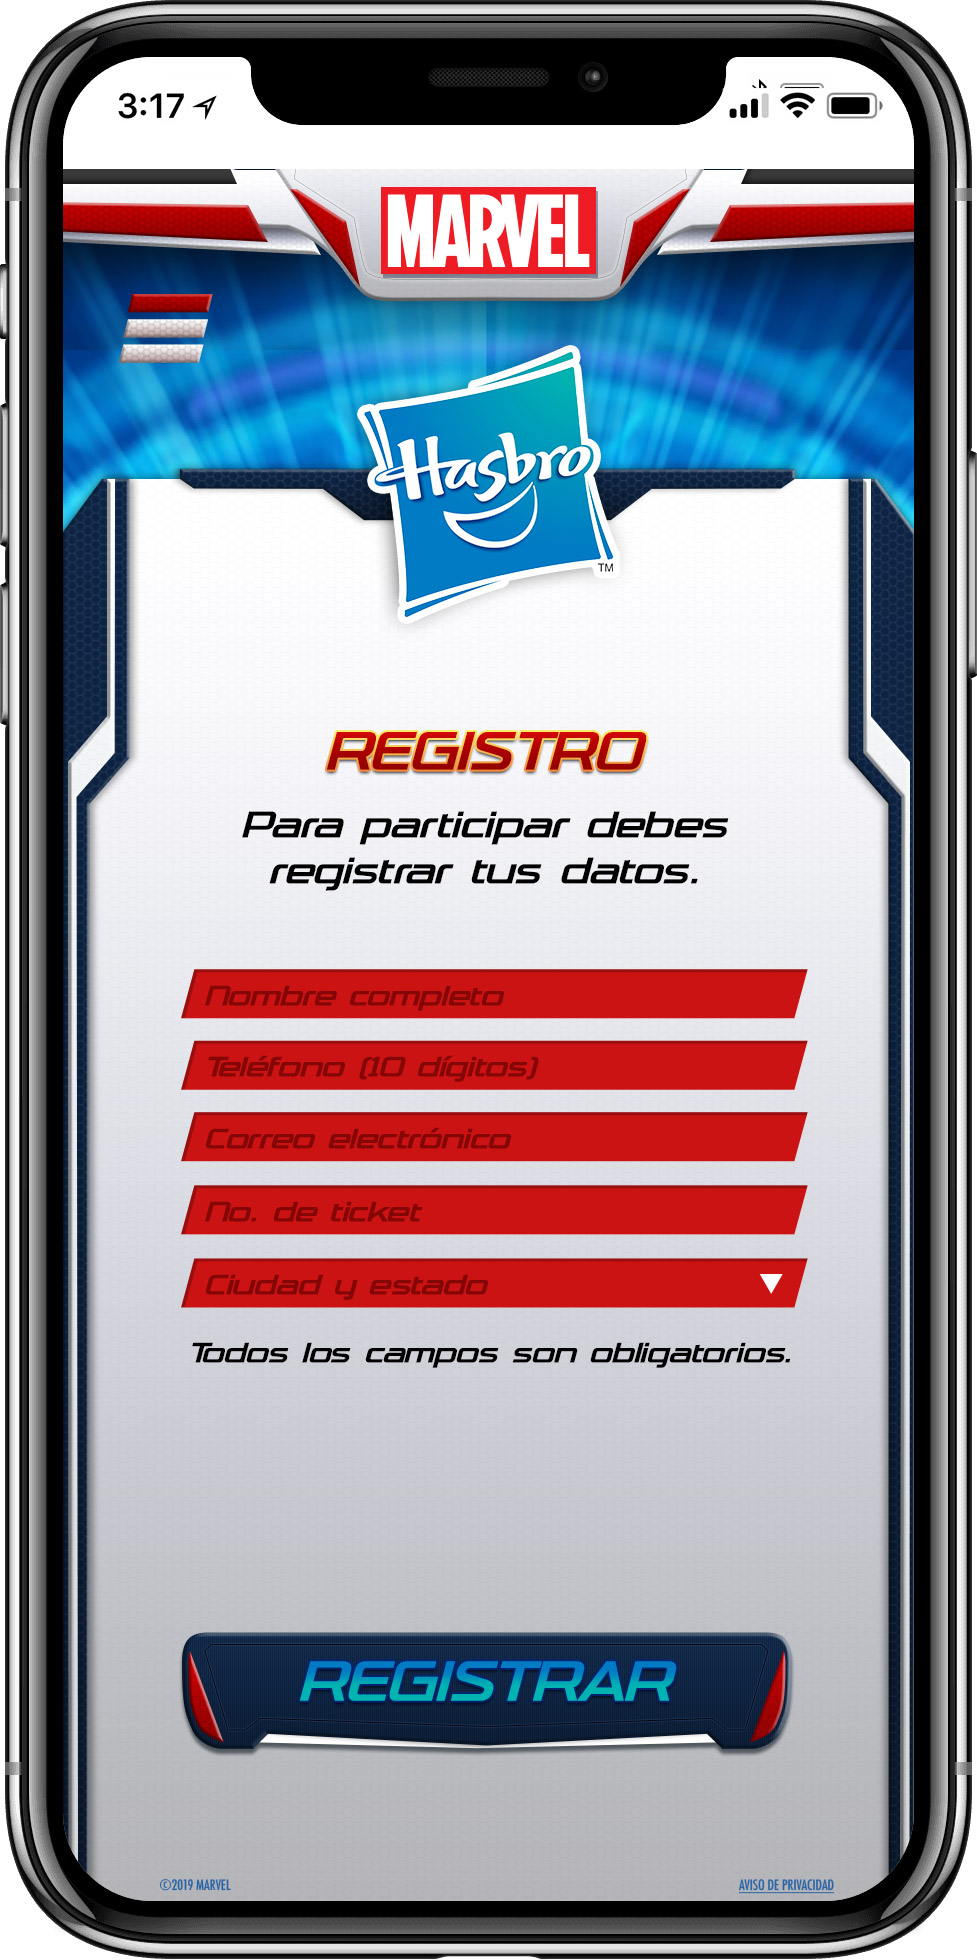 3:17
MARVEL
Hasbro
TM
REGISTRO
Para participar debes
registrar tus datos.
Nombre completo
Teléfono (10 dígitos)
Correo electrónico
No. de ticket
Ciudad y estado
Todos los campos son obligatorios.
REGISTRAR
©2019 MARVEL
AVISO DE PRIVACIDAD